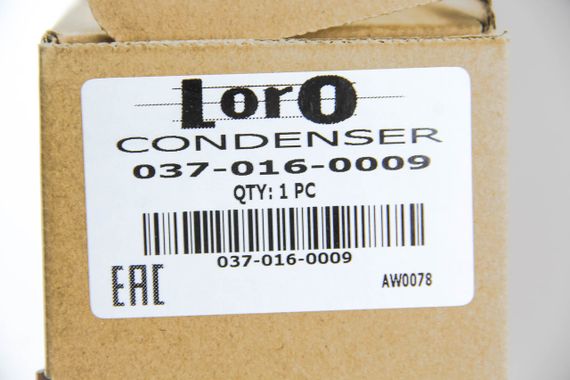 LorO
CONDENSER
037-016-0009
QTY: 1 PC
037-016-0009
EAC
AW0078